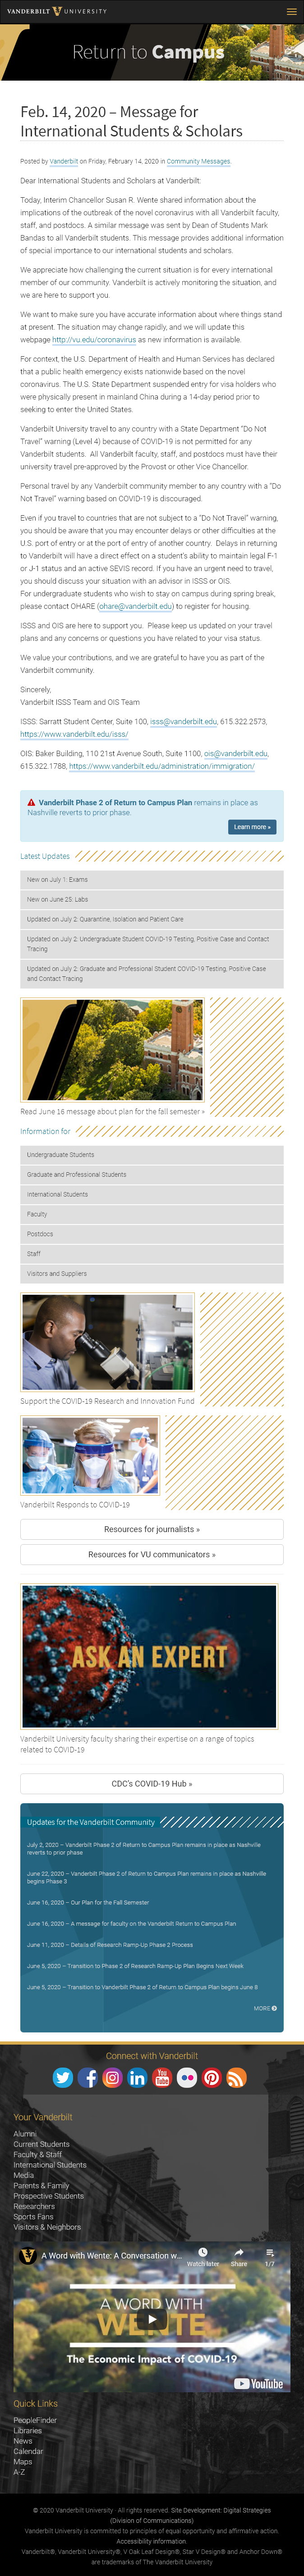 VANDERBILT V UNIVERSITY
Return to Campus
Feb. 14, 2020 – Message for
International Students & Scholars
Posted by Vanderbilt on Friday, February 14, 2020 in Community Messages.
Dear International Students and Scholars at Vanderbilt:
Today, Interim Chancellor Susan R. Wente shared information about the
implications of the outbreak of the novel coronavirus with all Vanderbilt faculty,
staff, and postdocs. A similar message was sent by Dean of Students Mark
Bandas to all Vanderbilt students. This message provides additional information
of special importance to our international students and scholars.
We appreciate how challenging the current situation is for every international
member of our community. Vanderbilt is actively monitoring the situation, and
we are here to support you.
We want to make sure you have accurate information about where things stand
at present. The situation may change rapidly, and we will update this
webpage http://vu.edu/coronavirus as new information is available.
For context, the U.S. Department of Health and Human Services has declared
that a public health emergency exists nationwide based on the novel
coronavirus. The U.S. State Department suspended entry for visa holders who
were physically present in mainland China during a 14-day period prior to
seeking to enter the United States.
Vanderbilt University travel to any country with a State Department "Do Not
Travel" warning (Level 4) because of COVID-19 is not permitted for any
Vanderbilt students. All Vanderbilt faculty, staff, and postdocs must have their
university travel pre-approved by the Provost or their Vice Chancellor.
Personal travel by any Vanderbilt community member to any country with a "Do
Not Travel" warning based on COVID-19 is discouraged.
Even if you travel to countries that are not subject to a "Do Not Travel" warning,
you should be aware that you may encounter delays or other difficulties at the
U.S. port of entry or at the port of entry of another country. Delays in returning
to Vanderbilt will have a direct effect on a student's ability to maintain legal F-1
or J-1 status and an active SEVIS record. If you have an urgent need to travel,
you should discuss your situation with an advisor in ISSS or OIS.
For undergraduate students who wish to stay on campus during spring break,
please contact OHARE (ohare@vanderbilt.edu) to register for housing.
ISSS and OIS are here to support you. Please keep us updated on your travel
plans and any concerns or questions you have related to your visa status.
We value your contributions, and we are grateful to have you as part of the
Vanderbilt community.
Sincerely,
Vanderbilt ISSS Team and OIS Team
ISSS: Sarratt Student Center, Suite 100, isss@vanderbilt.edu, 615.322.2573,
https://www.vanderbilt.edu/isss/
OIS: Baker Building, 110 21st Avenue South, Suite 1100, ois@vanderbilt.edu,
615.322.1788, https://www.vanderbilt.edu/administration/immigration/
Vanderbilt Phase 2 of Return to Campus Plan remains in place as
Nashville reverts to prior phase.
Learn more »
Latest Updates
New on July 1: Exams
New on June 25: Labs
Updated on July 2: Quarantine, Isolation and Patient Care
Updated on July 2: Undergraduate Student COVID-19 Testing, Positive Case and Contact
Tracing
Updated on July 2: Graduate and Professional Student COVID-19 Testing, Positive Case
and Contact Tracing
Read June 16 message about plan for the fall semester »
Information for
Undergraduate Students
Graduate and Professional Students
International Students
Faculty
Postdocs
Staff
Visitors and Suppliers
Support the COVID-19 Research and Innovation Fund
Vanderbilt Responds to COVID-19
Resources for journalists »
Resources for VU communicators »
ASK AN EXPERT
Vanderbilt University faculty sharing their expertise on a range of topics
related to COVID-19
CDC's COVID-19 Hub »
Updates for the Vanderbilt Community
July 2, 2020 – Vanderbilt Phase 2 of Return to Campus Plan remains in place as Nashville
reverts to prior phase
June 22, 2020 – Vanderbilt Phase 2 of Return to Campus Plan remains in place as Nashville
begins Phase 3
June 16, 2020 – Our Plan for the Fall Semester
June 16, 2020 – A message for faculty on the Vanderbilt Return to Campus Plan
June 11, 2020 – Details of Research Ramp-Up Phase 2 Process
June 5, 2020 – Transition to Phase 2 of Research Ramp-Up Plan Begins Next Week
June 5, 2020 – Transition to Vanderbilt Phase 2 of Return to Campus Plan begins June 8
MORE
Connect with Vanderbilt
Your Vanderbilt
Alumni
Current Students
Faculty & Staff
International Students
Media
Parents & Family
Prospective Students
Researchers
Sports Fans
Visitors & Neighbors
A Word with Wente: A Conversation w...
Watch later
Share
1/7
A WORD WITH
WENTE
The Economic Impact of COVID-19
YouTube
Quick Links
PeopleFinder
Libraries
News
Calendar
Maps
A-Z
© 2020 Vanderbilt University · All rights reserved. Site Development: Digital Strategies
(Division of Communications)
Vanderbilt University is committed to principles of equal opportunity and affirmative action.
Accessibility information.
Vanderbilt®, Vanderbilt University®, V Oak Leaf Design®, Star V Design® and Anchor Down®
are trademarks of The Vanderbilt University